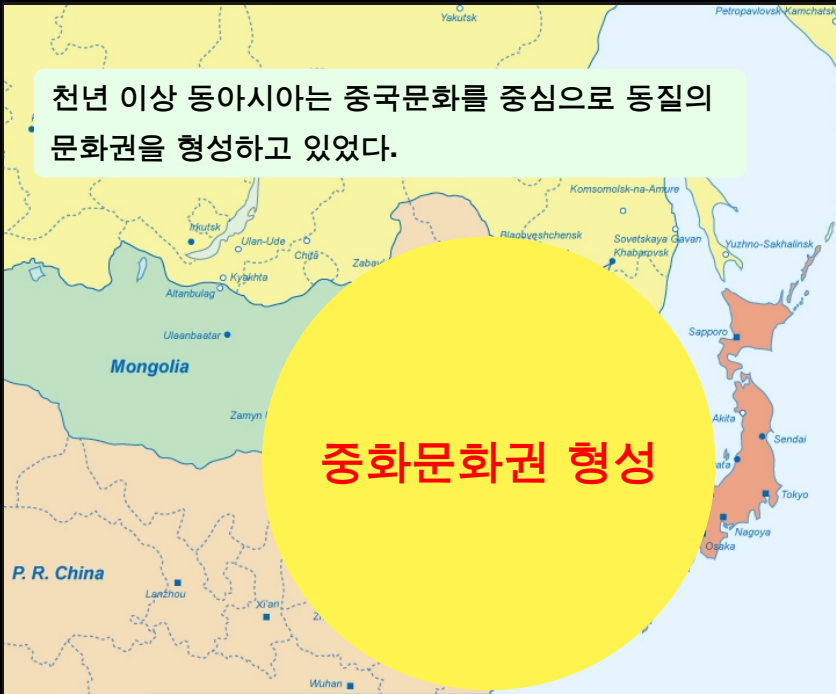 Yakutsk
Petropavlovsk-Kamchatsk
천년 이상 동아시아는 중국문화를 중심으로 동질의
문화권을 형성하고 있었다.
Komsomolsk-na-Amure
Irkutsk
Ulan-Ude
Chita
Blagoveshchensk
Sovetskaya Gavan
Yuzhno-Sakhalinsk
Khabarovsk
Kyakhta
Altanbulag
Ulaanbaatar
Sapporo
Mongolia
Zamyn
Akita
Sendai
중화문화권 형성
Tokyo
Nagoya
Osaka
P. R. China
Lanzhou
Xi'an
Wuhan